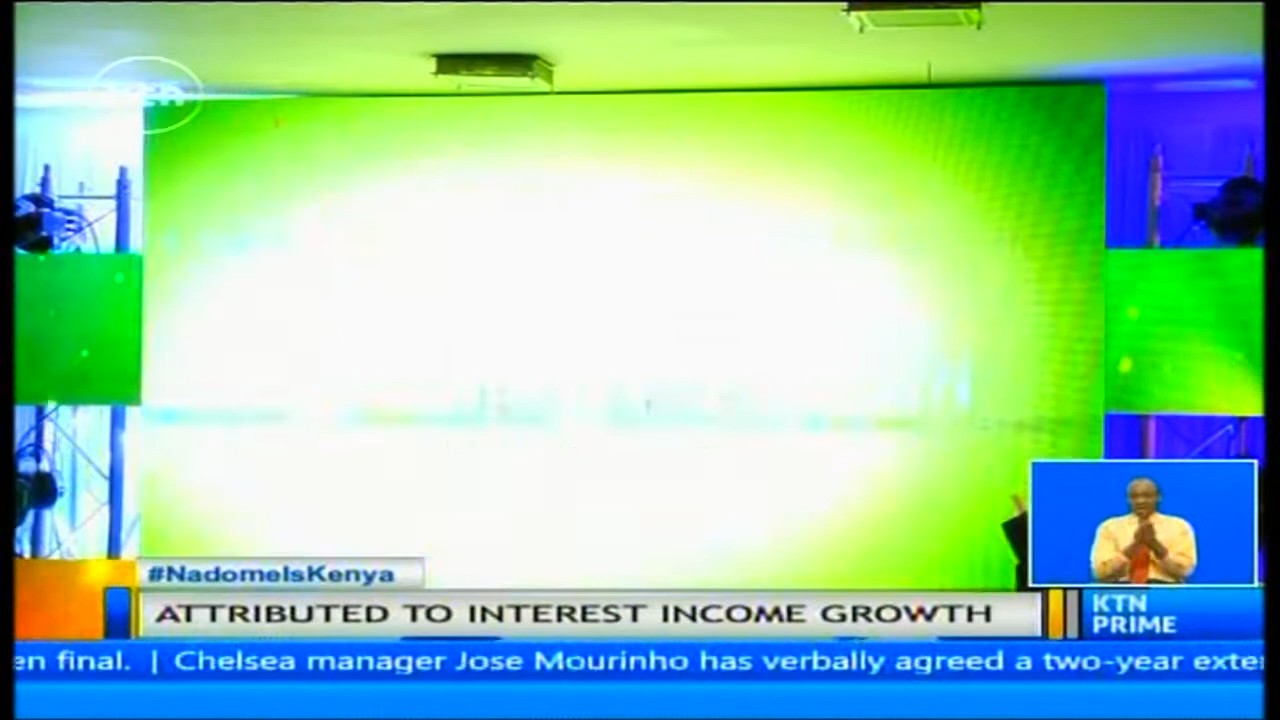 ktn
#NadomeIsKenya
ATTRIBUTED TO INTEREST INCOME GROWTH
KTN
PRIME
en final. | Chelsea manager Jose Mourinho has verbally agreed a two-year exte